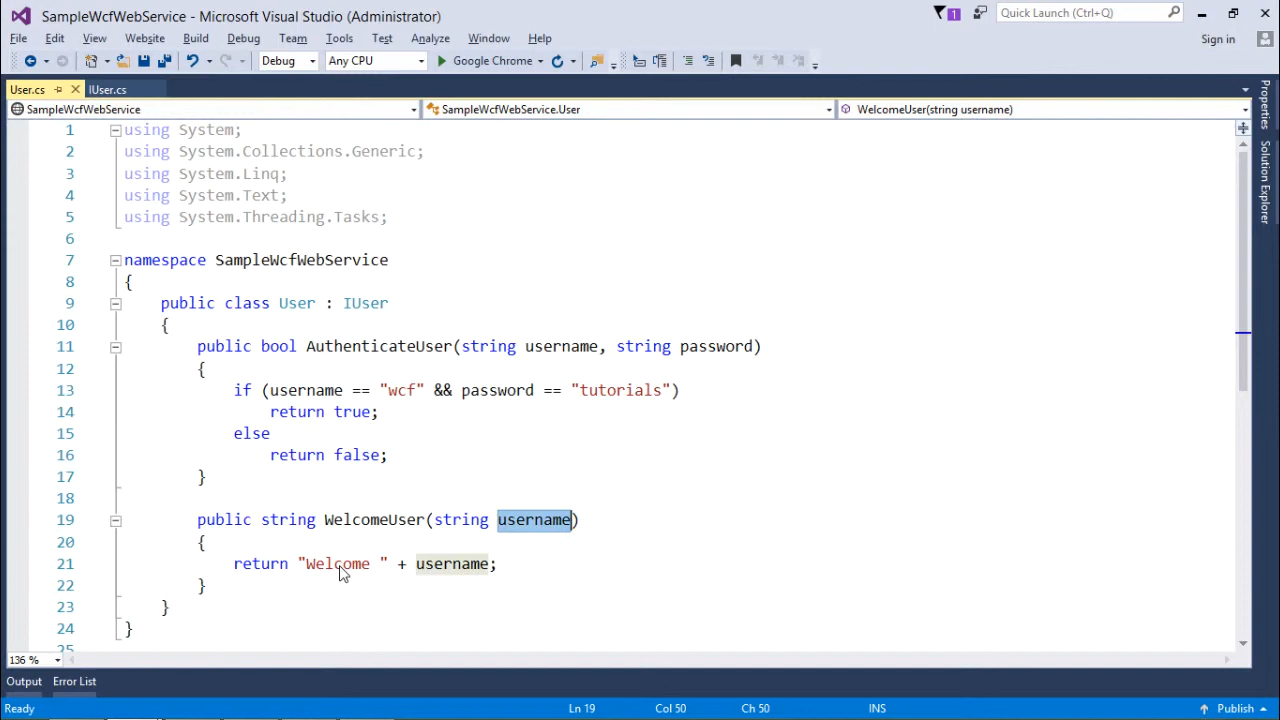 SampleWcfWebService - Microsoft Visual Studio (Administrator)
1
Quick Launch (Ctrl+Q)
File Edit View Website Build Debug Team Tools Test Analyze Window Help
Sign in
Debug Any CPU Google Chrome
User.cs IUser.cs
SampleWcfWebService SampleWcfWebService.User WelcomeUser(string username)
1 using System;
2 using System.Collections.Generic;
3 using System.Linq;
4 using System.Text;
5 using System.Threading.Tasks;
6
7 namespace SampleWcfWebService
8 {
9 public class User : IUser
10 {
11 public bool AuthenticateUser(string username, string password)
12 {
13 if (username == "wcf" && password == "tutorials")
14 return true;
15 else
16 return false;
17 }
18
19 public string WelcomeUser(string username)
20 {
21 return "Welcome " + username;
22 }
23 }
24 }
25
136 %
Output Error List
Ready Ln 19 Col 50 Ch 50 INS Publish
Properties
Solution Explorer